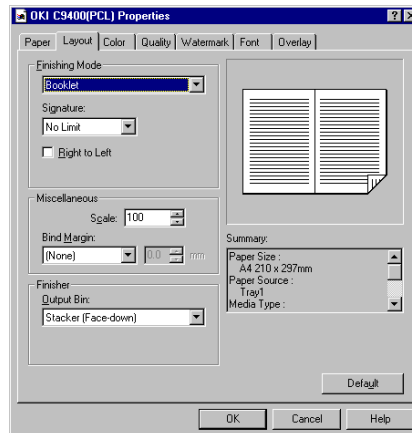 OKI C9400(PCL) Properties
Paper Layout Color Quality Watermark Font Overlay
Finishing Mode
Booklet
Signature:
No Limit
Right to Left
Miscellaneous
Scale: 100
Bind Margin:
(None) 0.0 mm
Finisher
Output Bin:
Stacker (Face-down)
Summary:
Paper Size :
A4 210 x 297mm
Paper Source :
Tray1
Media Type :
Default
OK Cancel Help